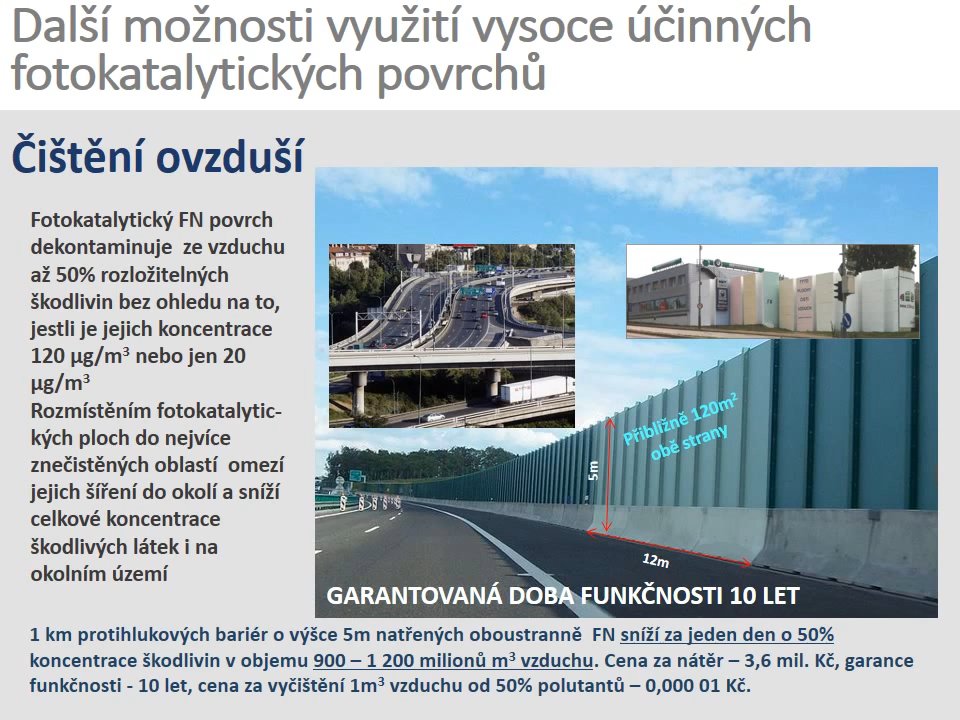 Další možnosti využití vysoce účinných
fotokatalytických povrchů
Čištění ovzduší
Fotokatalytický FN povrch
dekontaminuje ze vzduchu
až 50% rozložitelných
škodlivin bez ohledu na to,
jestli je jejich koncentrace
120 µg/m³ nebo jen 20
µg/m³
Rozmístěním fotokatalytic-
kých ploch do nejvíce
znečistěných oblastí omezí
jejich šíření do okolí a sníží
celkové koncentrace
škodlivých látek i na
okolním území
Přibližně 120m²
obě strany
5m
12m
GARANTOVANÁ DOBA FUNKČNOSTI 10 LET
1 km protihlukových bariér o výšce 5m natřených oboustranně FN sníží za jeden den o 50%
koncentrace škodlivin v objemu 900 – 1 200 milionů m³ vzduchu. Cena za nátěr – 3,6 mil. Kč, garance
funkčnosti - 10 let, cena za vyčištění 1m³ vzduchu od 50% polutantů – 0,000 01 Kč.